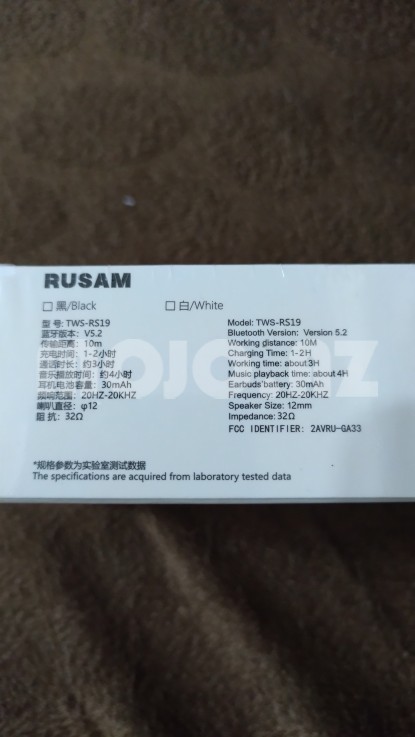 RUSAM
黑/Black
白/White
型 号: TWS-RS19
蓝牙版本: V5.2
传输距离: 10m
充电时间: 1-2小时
通话时长: 约3小时
音乐播放时间: 约4小时
耳机电池容量: 30mAh
频响范围: 20HZ-20KHZ
喇叭直径: φ12
阻 抗: 32Ω
Model: TWS-RS19
Bluetooth Version: Version 5.2
Working distance: 10M
Charging Time: 1-2H
Working time: about3H
Music playback time: about 4H
Earbuds'battery: 30mAh
Frequency: 20HZ-20KHZ
Speaker Size: 12mm
Impedance: 32Ω
FCC IDENTIFIER: 2AVRU-GA33
*规格参数为实验室测试数据
The specifications are acquired from laboratory tested data